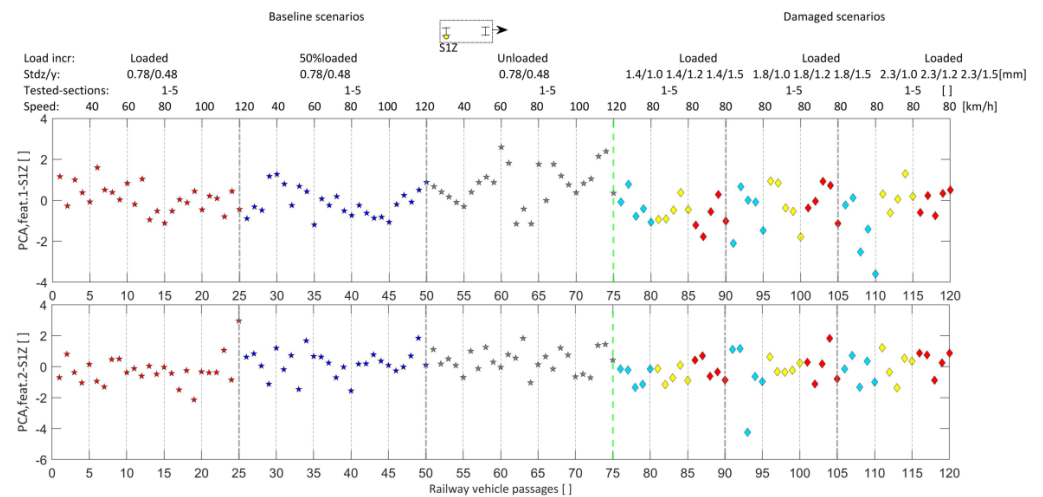 Baseline scenarios Damaged scenarios
S1Z
Load incr: Loaded 50%loaded Unloaded Loaded Loaded Loaded
Stdz/y: 0.78/0.48 0.78/0.48 0.78/0.48 1.4/1.0 1.4/1.2 1.4/1.5 1.8/1.0 1.8/1.2 1.8/1.5 2.3/1.0 2.3/1.2 2.3/1.5[mm]
Tested-sections: 1-5 1-5 1-5 1-5 1-5 1-5 [ ]
Speed: 40 60 80 100 120 40 60 80 100 120 40 60 80 100 120 80 80 80 80 80 80 80 80 80 [km/h]
PCA,feat.1-S1Z [ ]
4
2
0
-2
-4
0 5 10 15 20 25 30 35 40 45 50 55 60 65 70 75 80 85 90 95 100 105 110 115 120
PCA,feat.2-S1Z [ ]
4
2
0
-2
-4
-6
0 5 10 15 20 25 30 35 40 45 50 55 60 65 70 75 80 85 90 95 100 105 110 115 120
Railway vehicle passages [ ]